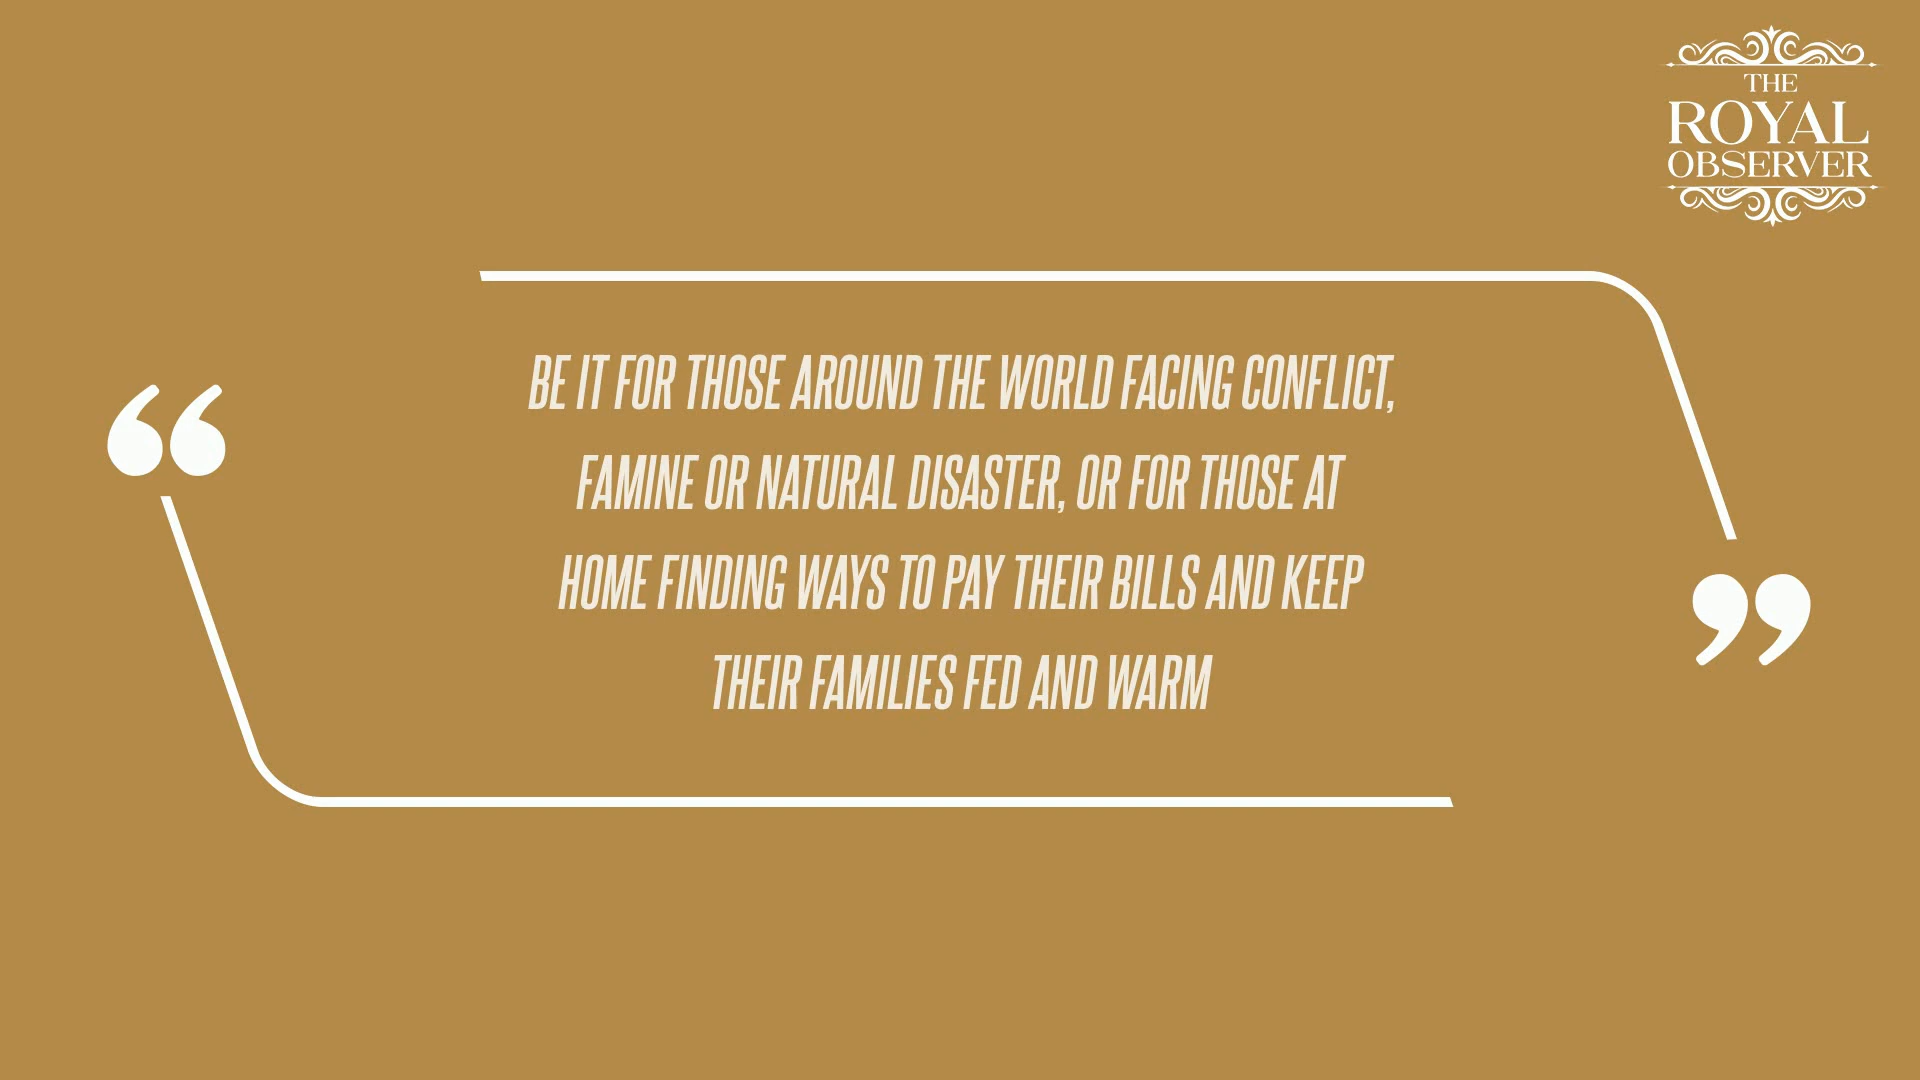 THE
ROYAL
OBSERVER
“
BE IT FOR THOSE AROUND THE WORLD FACING CONFLICT,
FAMINE OR NATURAL DISASTER, OR FOR THOSE AT
HOME FINDING WAYS TO PAY THEIR BILLS AND KEEP
THEIR FAMILIES FED AND WARM
”